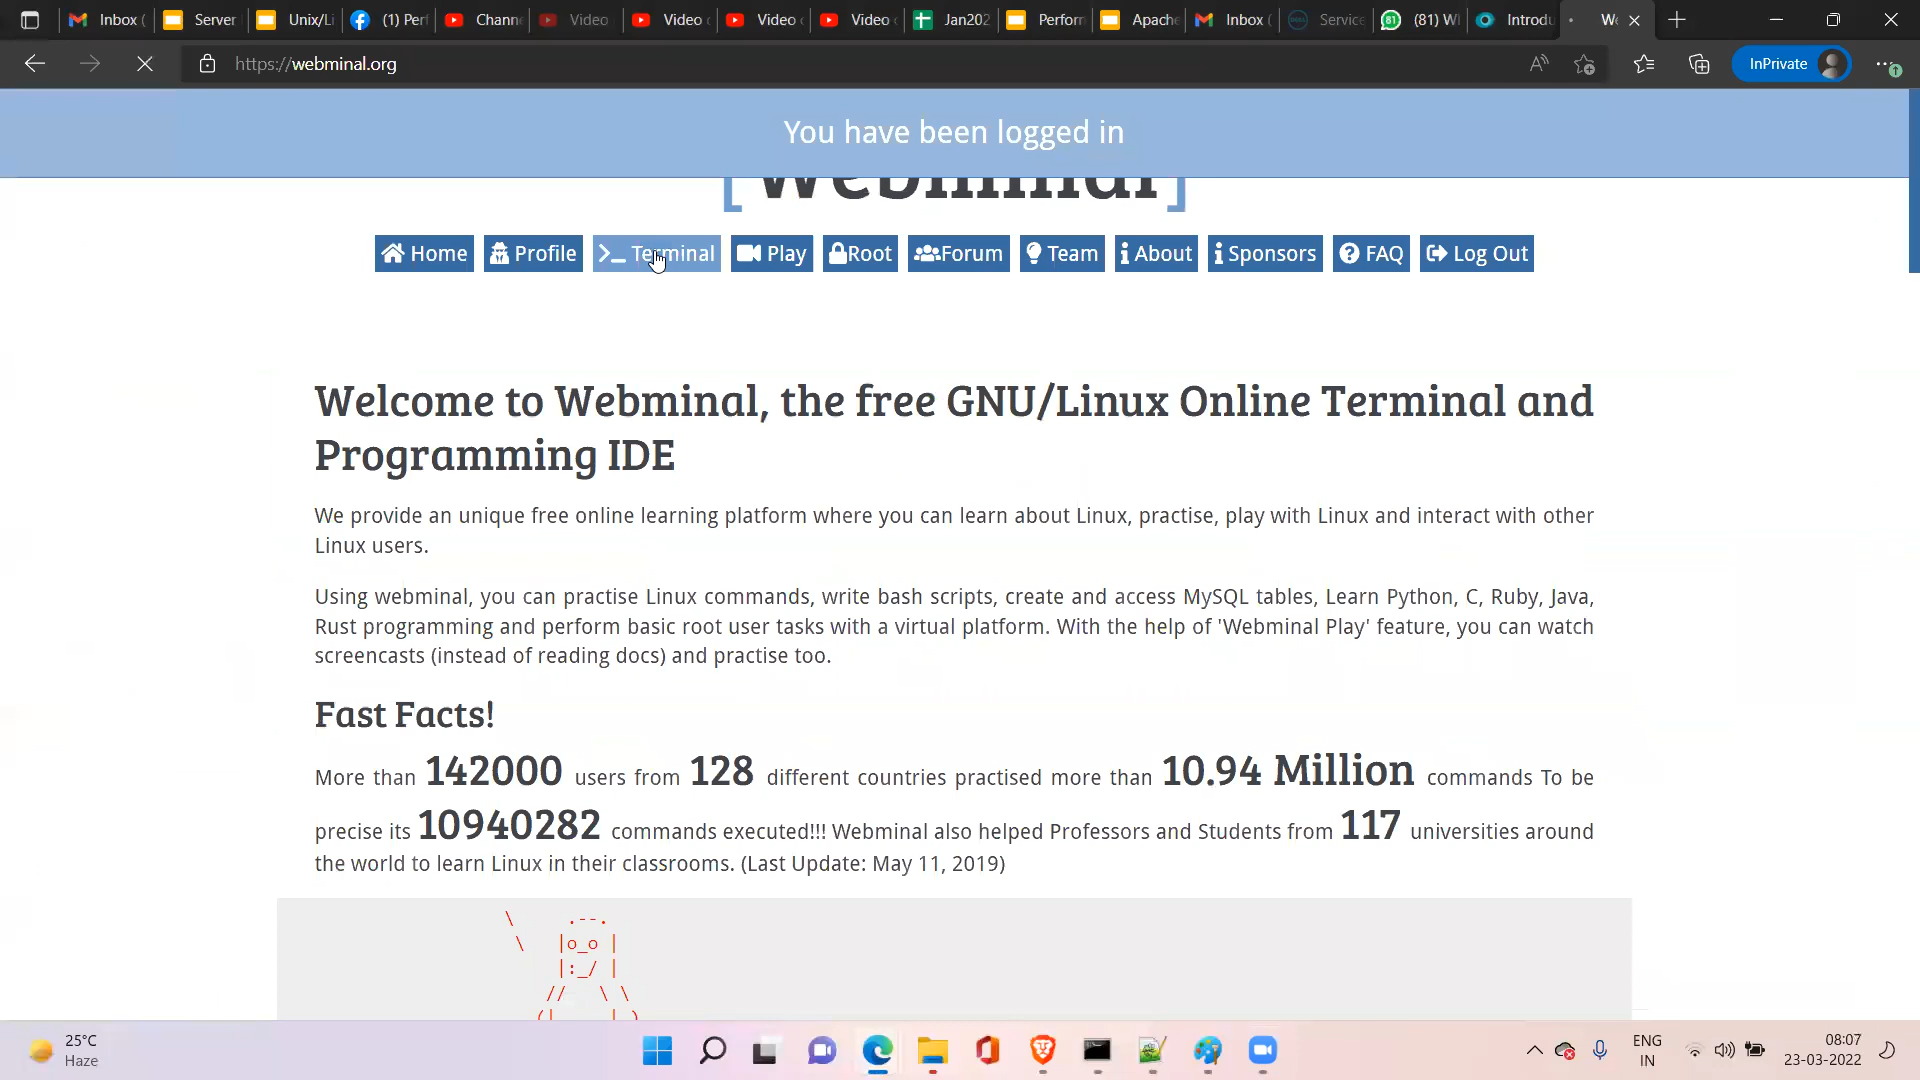 Inbox (
Server
Unix/Li
(1) Perf
Chann
Video
Video
Video
Video
Jan202
Perfor
Apache
Inbox (
Service
(81) W
Introdu
We
https://webminal.org
InPrivate
You have been logged in
[Webminal]
Home Profile Terminal Play Root Forum Team About Sponsors FAQ Log Out
Welcome to Webminal, the free GNU/Linux Online Terminal and
Programming IDE
We provide an unique free online learning platform where you can learn about Linux, practise, play with Linux and interact with other
Linux users.
Using webminal, you can practise Linux commands, write bash scripts, create and access MySQL tables, Learn Python, C, Ruby, Java,
Rust programming and perform basic root user tasks with a virtual platform. With the help of 'Webminal Play' feature, you can watch
screencasts (instead of reading docs) and practise too.
Fast Facts!
More than 142000 users from 128 different countries practised more than 10.94 Million commands To be
precise its 10940282 commands executed!!! Webminal also helped Professors and Students from 117 universities around
the world to learn Linux in their classrooms. (Last Update: May 11, 2019)
\ .--.
\ |o_o |
|:_/ |
// \ \
(| | )
25°C
Haze
ENG
IN
08:07
23-03-2022